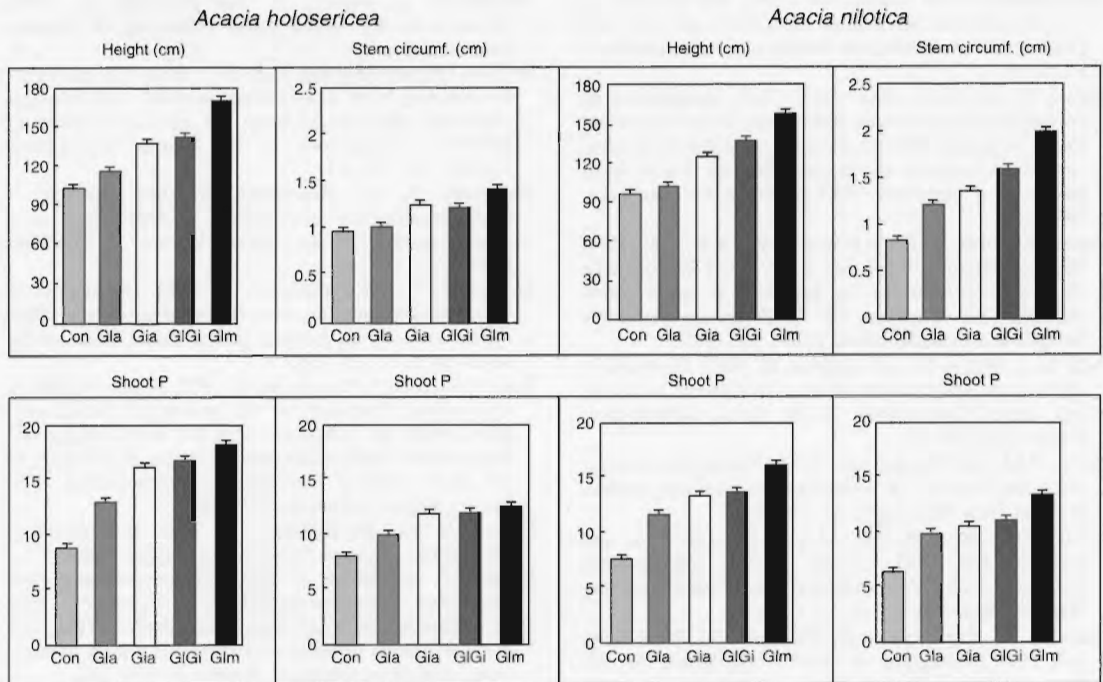 Acacia holosericea
Acacia nilotica
Height (cm)
Stem circumf. (cm)
Height (cm)
Stem circumf. (cm)
180
150
120
90
60
30
0
Con Gla Gia GlGi Glm
2.5
2
1.5
1
0.5
0
Con Gla Gia GlGi Glm
180
150
120
90
60
30
0
Con Gla Gia GlGi Glm
2.5
2
1.5
1
0.5
0
Con Gla Gia GlGi Glm
Shoot P
Shoot P
Shoot P
Shoot P
20
15
10
5
0
Con Gla Gia GlGi Glm
20
15
10
5
0
Con Gla Gia GlGi Glm
20
15
10
5
0
Con Gla Gia GlGi Glm
20
15
10
5
0
Con Gla Gia GlGi Glm